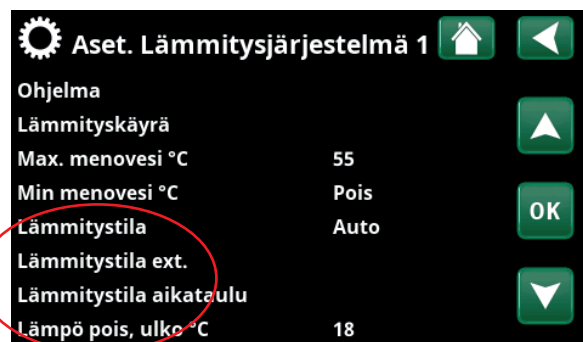 Aset. Lämmitysjärjestelmä 1
Ohjelma
Lämmityskäyrä
Max. menovesi °C 55
Min menovesi °C Pois
Lämmitystila Auto
OK
Lämmitystila ext.
Lämmitystila aikataulu
Lämpö pois, ulko °C 18